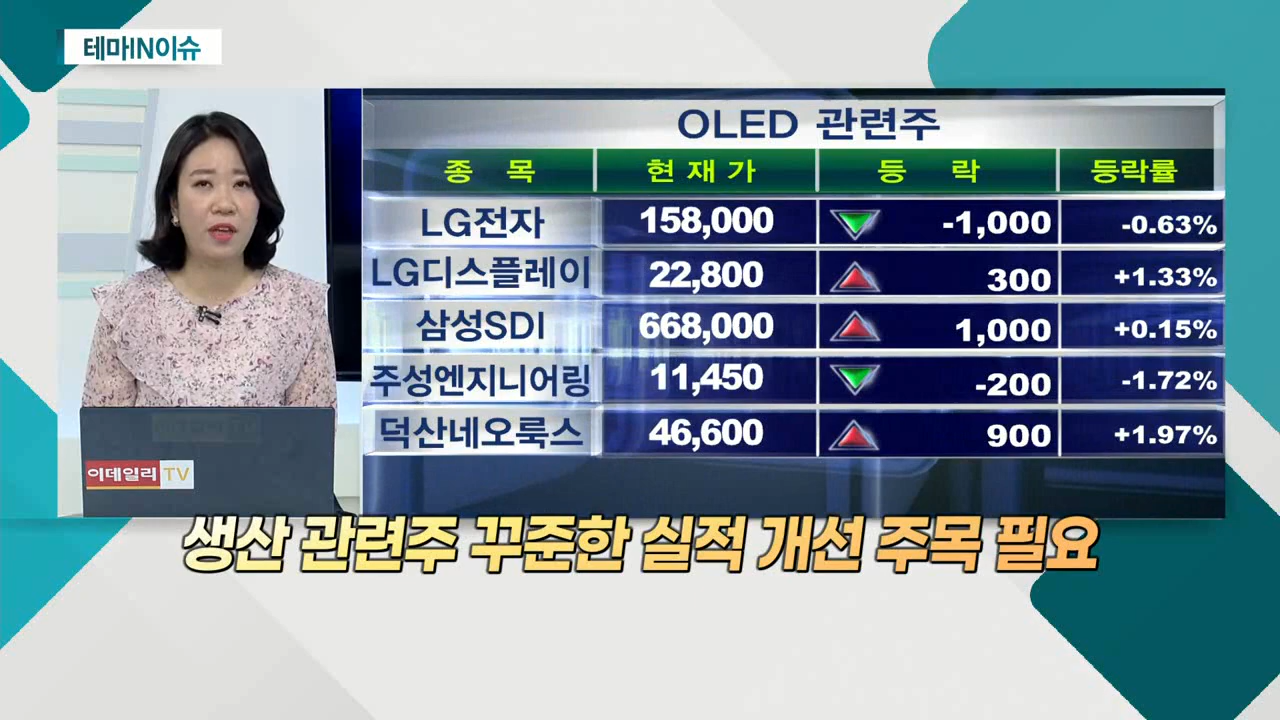 테마IN이슈
OLED 관련주
종 목 현 재 가 등 락 등락률
LG전자 158,000 -1,000 -0.63%
LG디스플레이 22,800 300 +1.33%
삼성SDI 668,000 1,000 +0.15%
주성엔지니어링 11,450 -200 -1.72%
덕산네오룩스 46,600 900 +1.97%
이데일리 TV
생산 관련주 꾸준한 실적 개선 주목 필요